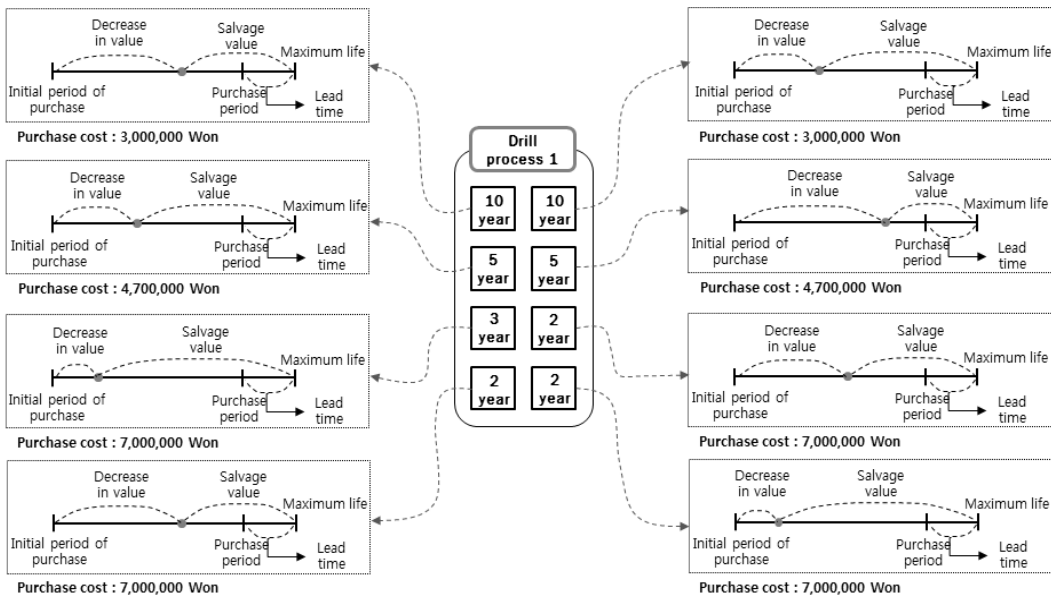 Decrease
in value
Salvage
value
Maximum life
Initial period of
purchase
Purchase
period
Lead
time
Purchase cost : 3,000,000 Won
Decrease
in value
Salvage
value
Maximum life
Initial period of
purchase
Purchase
period
Lead
time
Purchase cost : 4,700,000 Won
Decrease
in value
Salvage
value
Maximum life
Initial period of
purchase
Purchase
period
Lead
time
Purchase cost : 7,000,000 Won
Decrease
in value
Salvage
value
Maximum life
Initial period of
purchase
Purchase
period
Lead
time
Purchase cost : 7,000,000 Won
Drill
process 1
10
year
10
year
5
year
5
year
3
year
2
year
2
year
2
year
Decrease
in value
Salvage
value
Maximum life
Initial period of
purchase
Purchase
period
Lead
time
Purchase cost : 3,000,000 Won
Decrease
in value
Salvage
value
Maximum life
Initial period of
purchase
Purchase
period
Lead
time
Purchase cost : 4,700,000 Won
Decrease
in value
Salvage
value
Maximum life
Initial period of
purchase
Purchase
period
Lead
time
Purchase cost : 7,000,000 Won
Decrease
in value
Salvage
value
Maximum life
Initial period of
purchase
Purchase
period
Lead
time
Purchase cost : 7,000,000 Won